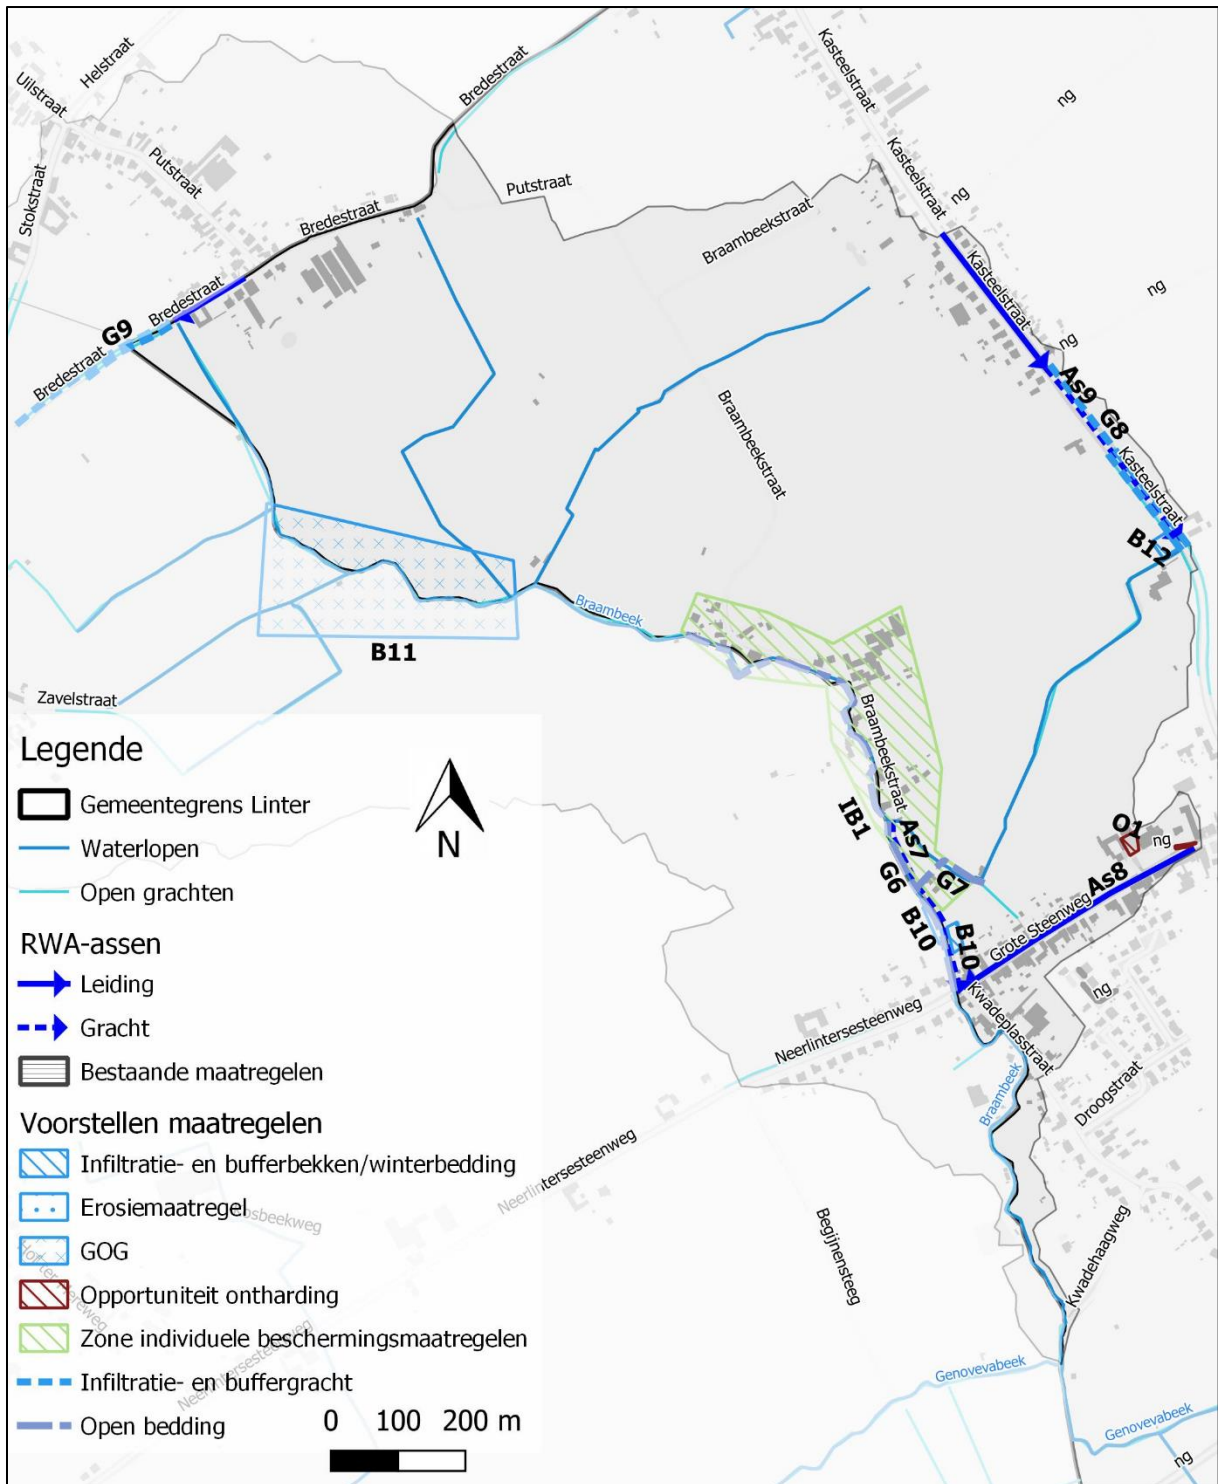 Bredestraat
Kasteelstraat
Helstraat
Uilstraat
ng
Putstraat
Kasteelstraat
Stokstraat
Putstraat
ng
Bredestraat
Braambeekstraat
Kasteelstraat
ng
Bredestraat
ng
G9
Bredestraat
As9
G8
Braambeekstraat
Kasteelstraat
B12
Braambeek
B11
Zavelstraat
Braambeekstraat
Legende
Gemeentegrens Linter
Waterlopen
Open grachten
RWA-assen
Leiding
Gracht
Bestaande maatregelen
Voorstellen maatregelen
Infiltratie- en bufferbekken/winterbedding
Erosiemaatregel
GOG
Opportuniteit ontharding
Zone individuele beschermingsmaatregelen
Infiltratie- en buffergracht
Open bedding
N
0 100 200 m
IB1
As7
O1
ng
G6
G7
As8
B10
B10
Grote Steenweg
ng
Kwadeplasstraat
Neerlintersesteenweg
Droogstraat
Braambeek
Neerlintersesteenweg
osbeekweg
Begijnensteeg
Kwadehaagweg
Neerlintersesteenweg
Genovevabeek
Genovevabeek
ng